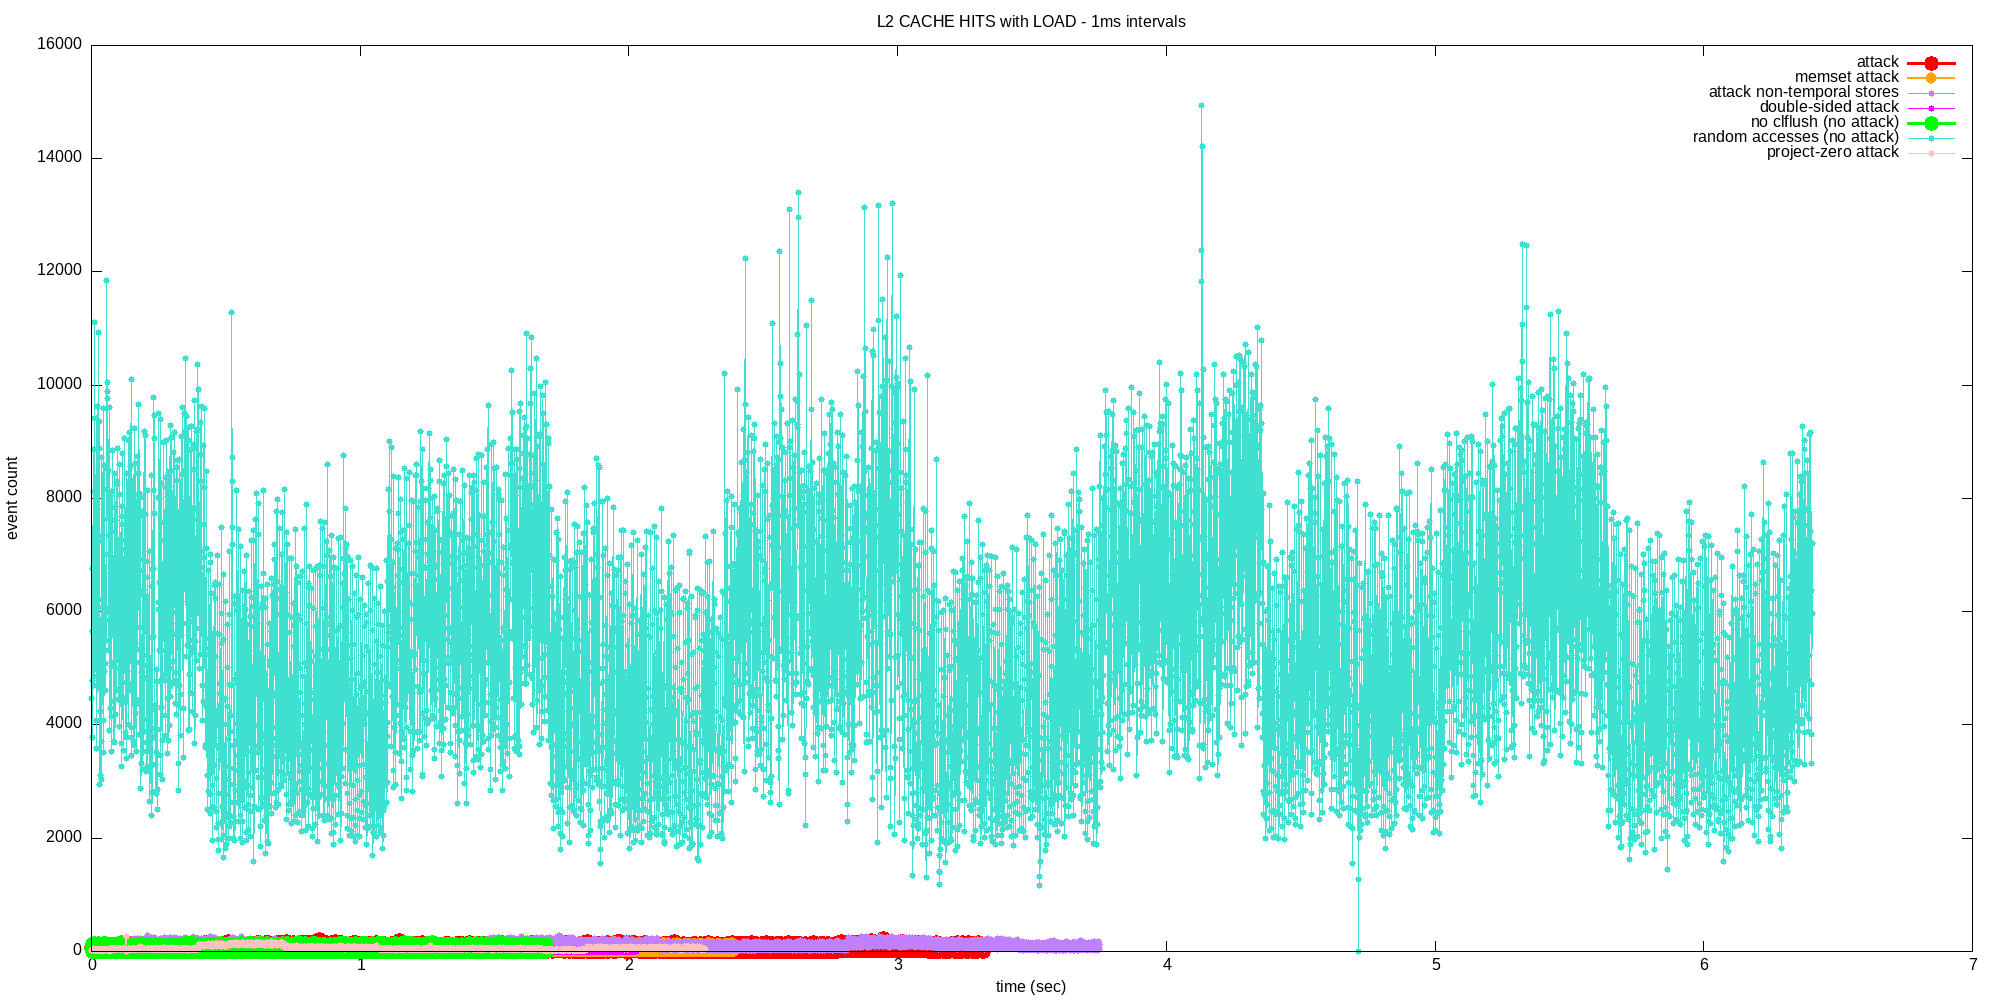 L2 CACHE HITS with LOAD - 1ms intervals
16000
14000
12000
10000
8000
6000
4000
2000
0
event count
attack
memset attack
attack non-temporal stores
double-sided attack
no clflush (no attack)
random accesses (no attack)
project-zero attack
0 1 2 3 4 5 6 7
time (sec)